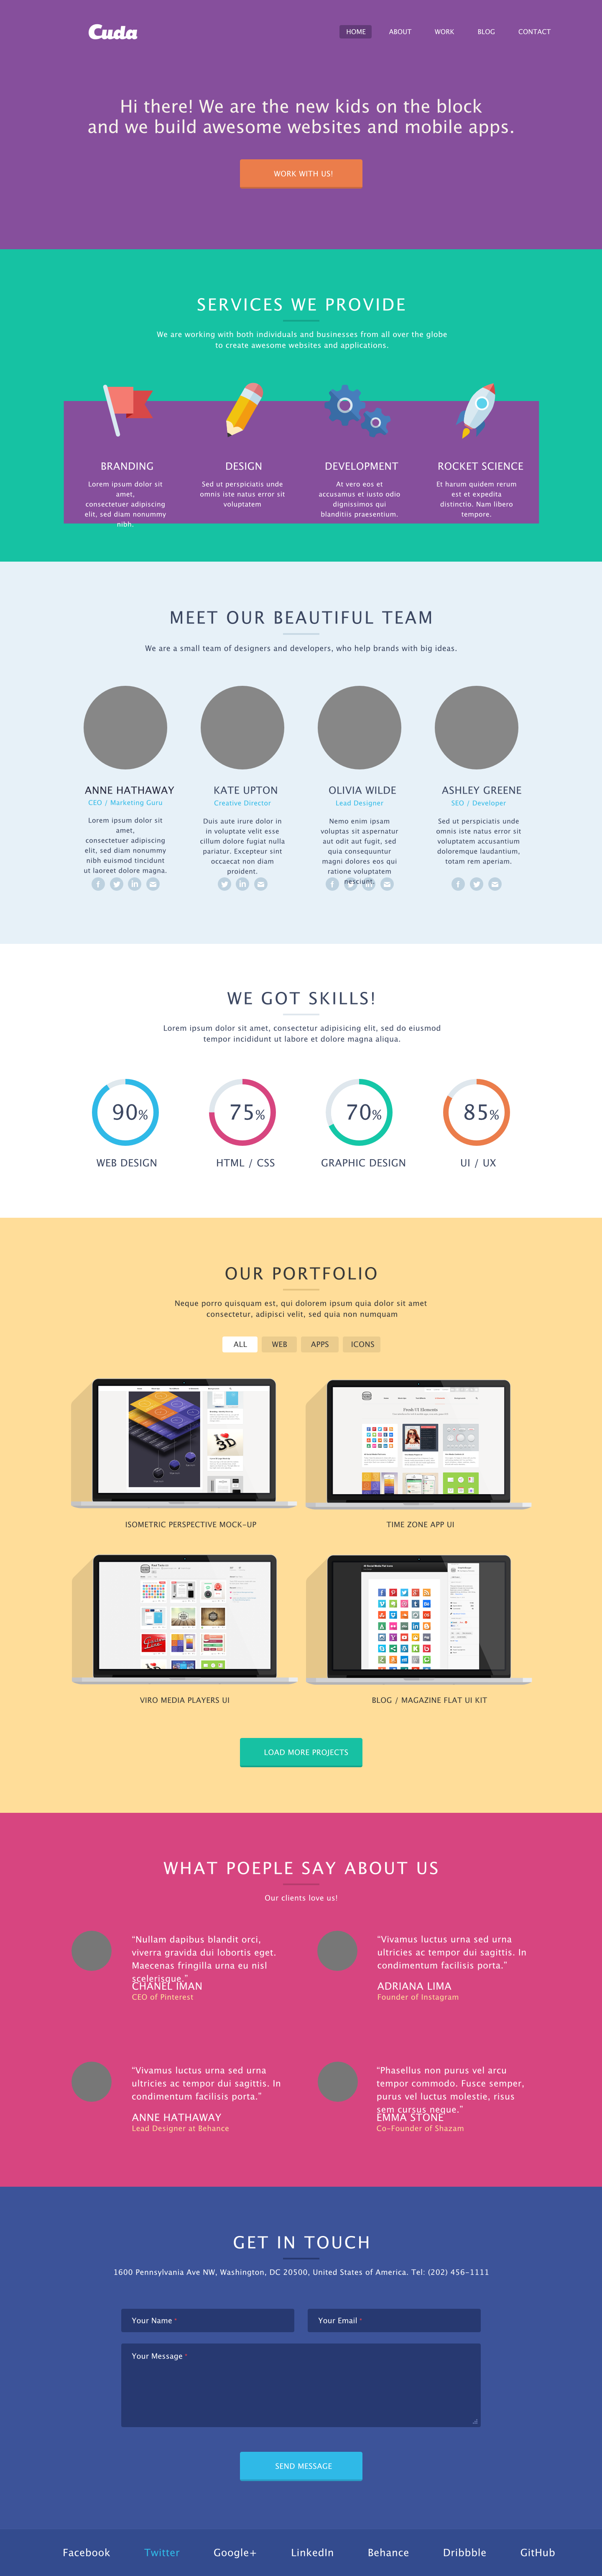 Cuda
HOME ABOUT WORK BLOG CONTACT
Hi there! We are the new kids on the block
and we build awesome websites and mobile apps.
WORK WITH US!
SERVICES WE PROVIDE
We are working with both individuals and businesses from all over the globe
to create awesome websites and applications.
BRANDING
Lorem ipsum dolor sit
amet,
consectetuer adipiscing
elit, sed diam nonummy
nibh.
DESIGN
Sed ut perspiciatis unde
omnis iste natus error sit
voluptatem
DEVELOPMENT
At vero eos et
accusamus et iusto odio
dignissimos qui
blanditiis praesentium.
ROCKET SCIENCE
Et harum quidem rerum
est et expedita
distinctio. Nam libero
tempore.
MEET OUR BEAUTIFUL TEAM
We are a small team of designers and developers, who help brands with big ideas.
ANNE HATHAWAY
CEO / Marketing Guru
Lorem ipsum dolor sit
amet,
consectetuer adipiscing
elit, sed diam nonummy
nibh euismod tincidunt
ut laoreet dolore magna.
KATE UPTON
Creative Director
Duis aute irure dolor in
in voluptate velit esse
cillum dolore fugiat nulla
pariatur. Excepteur sint
occaecat non diam
proident.
OLIVIA WILDE
Lead Designer
Nemo enim ipsam
voluptas sit aspernatur
aut odit aut fugit, sed
quia consequuntur
magni dolores eos qui
ratione voluptatem
nesciunt.
ASHLEY GREENE
SEO / Developer
Sed ut perspiciatis unde
omnis iste natus error sit
voluptatem accusantium
doloremque laudantium,
totam rem aperiam.
WE GOT SKILLS!
Lorem ipsum dolor sit amet, consectetur adipisicing elit, sed do eiusmod
tempor incididunt ut labore et dolore magna aliqua.
90% 75% 70% 85%
WEB DESIGN HTML / CSS GRAPHIC DESIGN UI / UX
OUR PORTFOLIO
Neque porro quisquam est, qui dolorem ipsum quia dolor sit amet
consectetur, adipisci velit, sed quia non numquam
ALL WEB APPS ICONS
I
3D
Fresh UI Elements
ISOMETRIC PERSPECTIVE MOCK-UP TIME ZONE APP UI
VIRO MEDIA PLAYERS UI BLOG / MAGAZINE FLAT UI KIT
LOAD MORE PROJECTS
WHAT POEPLE SAY ABOUT US
Our clients love us!
“Nullam dapibus blandit orci,
viverra gravida dui lobortis eget.
Maecenas fringilla urna eu nisl
scelerisque.”
CHANEL IMAN
CEO of Pinterest
“Vivamus luctus urna sed urna
ultricies ac tempor dui sagittis. In
condimentum facilisis porta.”
ADRIANA LIMA
Founder of Instagram
“Vivamus luctus urna sed urna
ultricies ac tempor dui sagittis. In
condimentum facilisis porta.”
ANNE HATHAWAY
Lead Designer at Behance
“Phasellus non purus vel arcu
tempor commodo. Fusce semper,
purus vel luctus molestie, risus
sem cursus neque.”
EMMA STONE
Co-Founder of Shazam
GET IN TOUCH
1600 Pennsylvania Ave NW, Washington, DC 20500, United States of America. Tel: (202) 456-1111
Your Name * Your Email *
Your Message *
SEND MESSAGE
Facebook Twitter Google+ LinkedIn Behance Dribbble GitHub